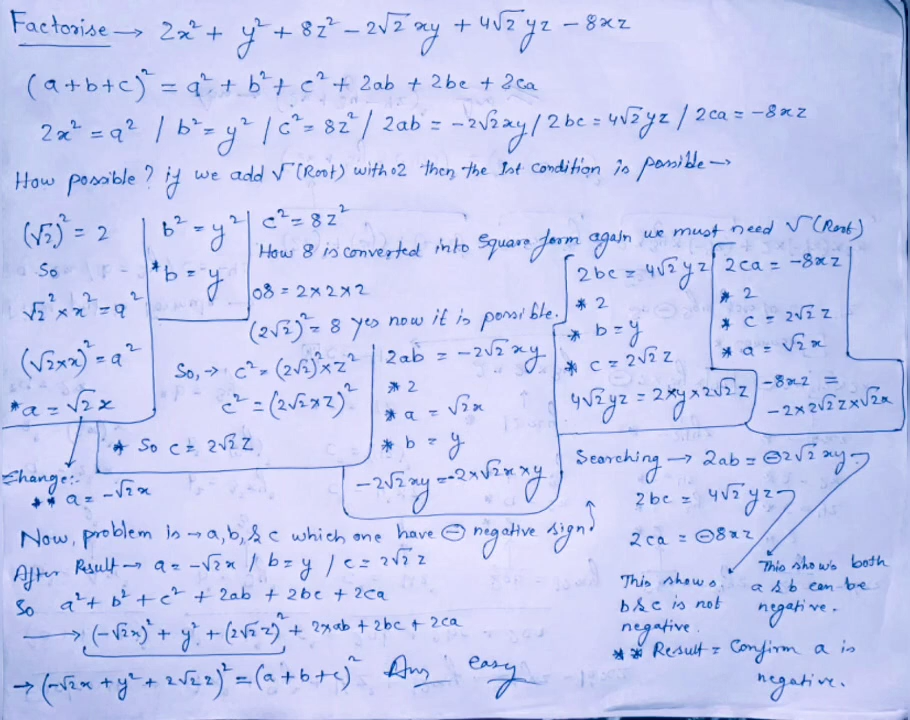 Factorise → 2x² + y² + 8z² - 2√2 xy + 4√2 yz - 8xz
(a+b+c)² = a² + b² + c² + 2ab + 2bc + 2ca
2x² = a² / b² = y² / c² = 8z² / 2ab = -2√2xy / 2bc = 4√2yz / 2ca = -8xz
How possible? if we add √ (Root) with 02 then the 1st condition is possible →
(√2)² = 2
So
√2² × x² = a²
(√2×x)² = a²
* a = √2 x
b² = y²
* b = y
c² = 8z²
How 8 is converted into Square form again we must need √ (Root)
08 = 2×2×2
(2√2)² = 8 yes now it is possible.
So, → c² = (2√2)² × z²
c² = (2√2×z)²
* So c = 2√2 z
2ab = -2√2 xy
* 2
* a = √2x
* b = y
-2√2 xy = -2×√2x×y
2bc = 4√2 yz
* 2
* b = y
* c = 2√2 z
4√2 yz = 2×y×2√2 z
2ca = -8xz
* 2
* c = 2√2 z
* a = √2 x
-8xz =
-2×2√2z×√2x
Change:-
** a = -√2x
Searching → 2ab = ⊖2√2 xy
2bc = 4√2 yz
2ca = ⊖8xz
This shows both a & b can be negative.
This shows b & c is not negative.
** Result = Confirm a is negative.
Now, problem is → a, b, & c which one have ⊖ negative sign ↑
After Result → a = -√2x / b = y / c = 2√2 z
So a² + b² + c² + 2ab + 2bc + 2ca
→ (-√2x)² + y² + (2√2 z)² + 2×ab + 2bc + 2ca
→ (-√2x + y² + 2√2 z)² = (a+b+c)² Ans easy